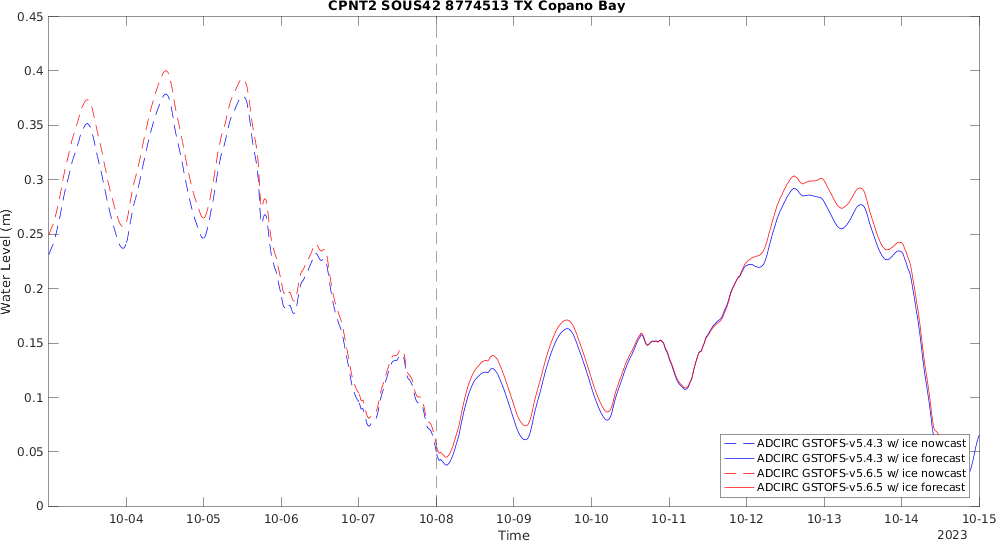 CPNT2 SOUS42 8774513 TX Copano Bay
0.45
0.4
0.35
0.3
0.25
0.2
0.15
0.1
0.05
0
Water Level (m)
ADCIRC GSTOFS-v5.4.3 w/ ice nowcast
ADCIRC GSTOFS-v5.4.3 w/ ice forecast
ADCIRC GSTOFS-v5.6.5 w/ ice nowcast
ADCIRC GSTOFS-v5.6.5 w/ ice forecast
10-04 10-05 10-06 10-07 10-08 10-09 10-10 10-11 10-12 10-13 10-14 10-15
Time
2023